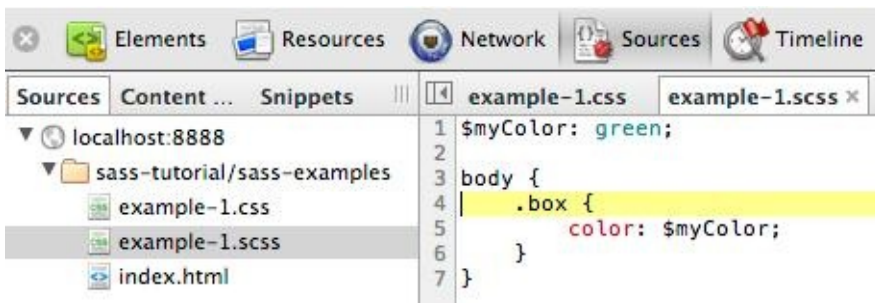 Elements Resources Network Sources Timeline
Sources Content ... Snippets
localhost:8888
sass-tutorial/sass-examples
example-1.css
example-1.scss
index.html
example-1.css example-1.scss ×
1 $myColor: green;
2
3 body {
4 .box {
5 color: $myColor;
6 }
7 }